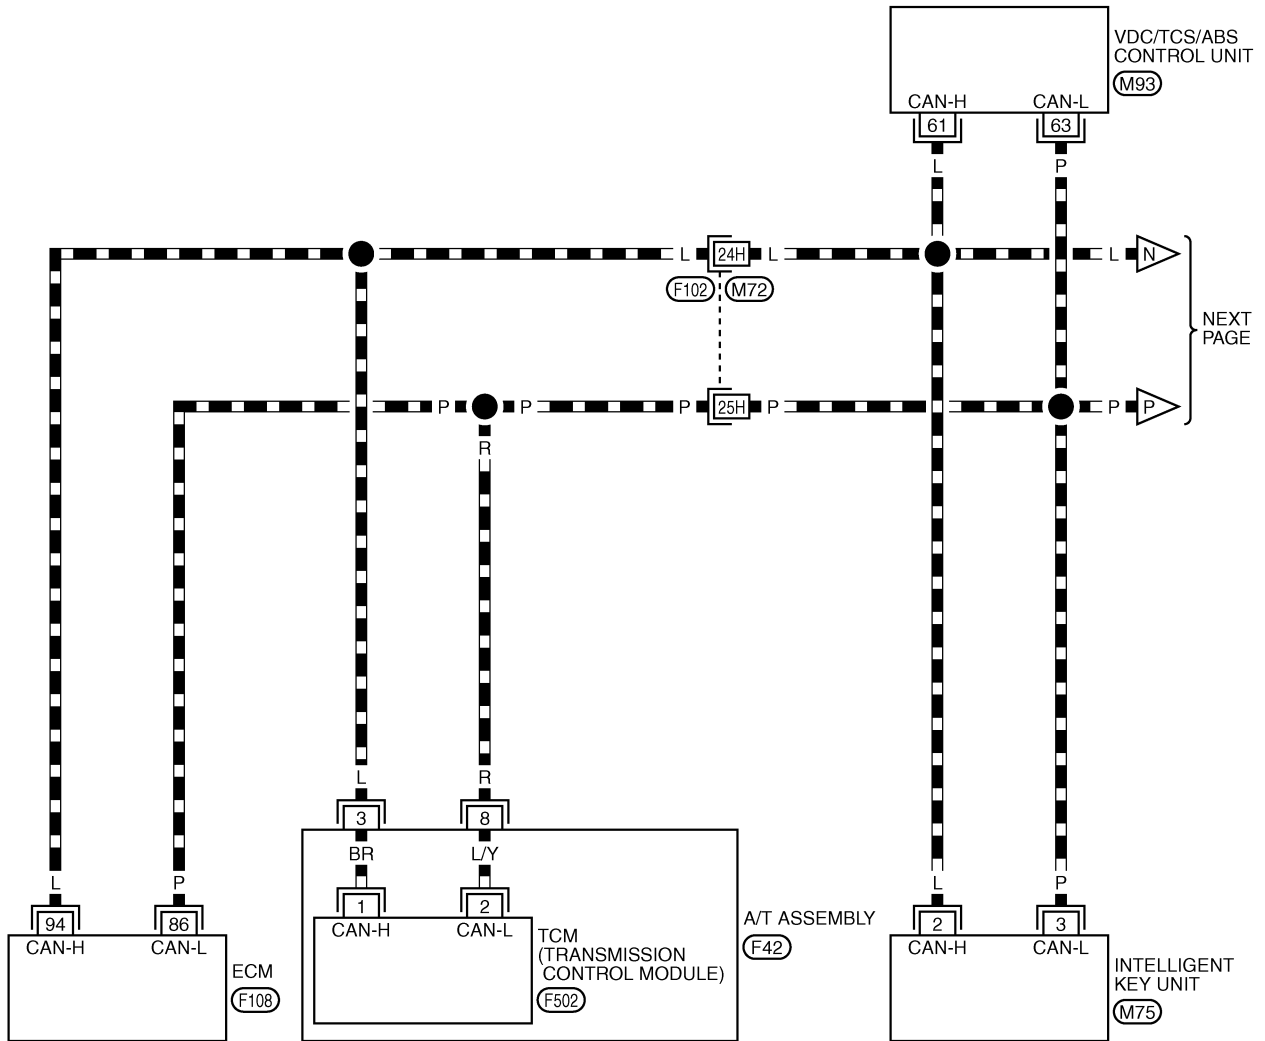 VDC/TCS/ABS
CONTROL UNIT
M93
CAN-H
CAN-L
61
63
L
P
L
24H
L
L
N
F102
M72
NEXT
PAGE
P
P
P
25H
P
P
P
R
L
R
3
8
BR
L/Y
L
P
L
P
94
86
1
2
2
3
CAN-H
CAN-L
CAN-H
CAN-L
CAN-H
CAN-L
A/T ASSEMBLY
F42
TCM
(TRANSMISSION
CONTROL MODULE)
F502
ECM
F108
INTELLIGENT
KEY UNIT
M75